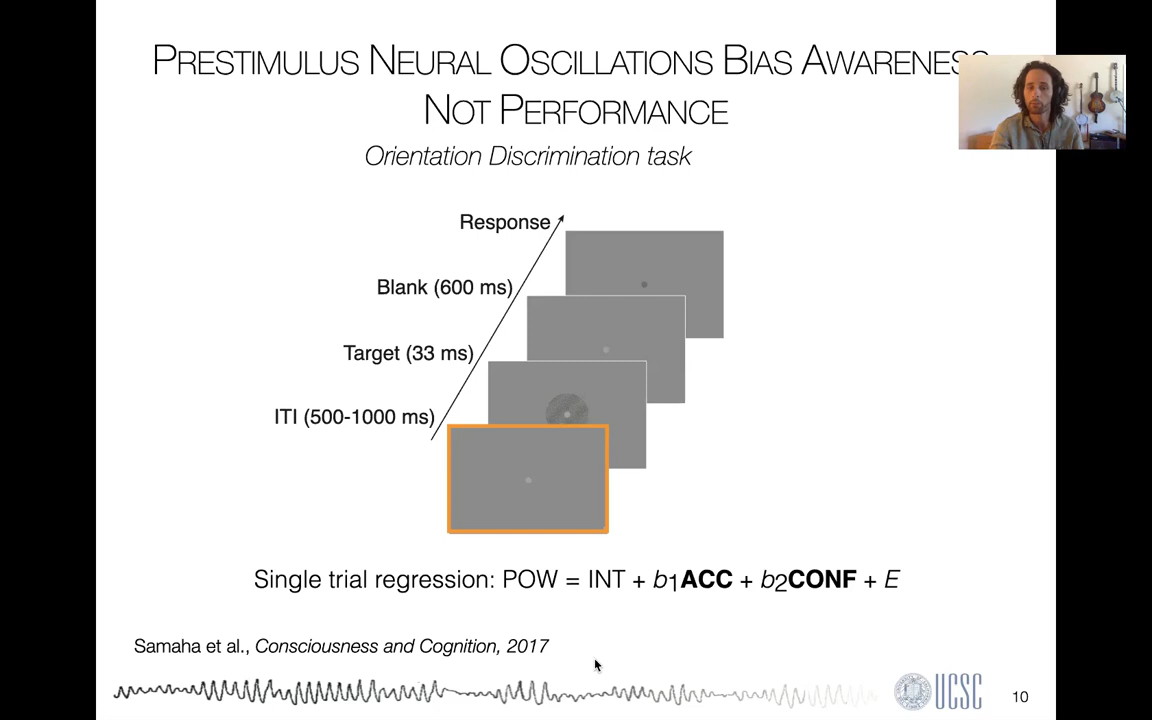 PRESTIMULUS NEURAL OSCILLATIONS BIAS AWARENESS
NOT PERFORMANCE
Orientation Discrimination task
Response
Blank (600 ms)
Target (33 ms)
ITI (500-1000 ms)
Single trial regression: POW = INT + b1ACC + b2CONF + E
Samaha et al., Consciousness and Cognition, 2017
UCSC
10